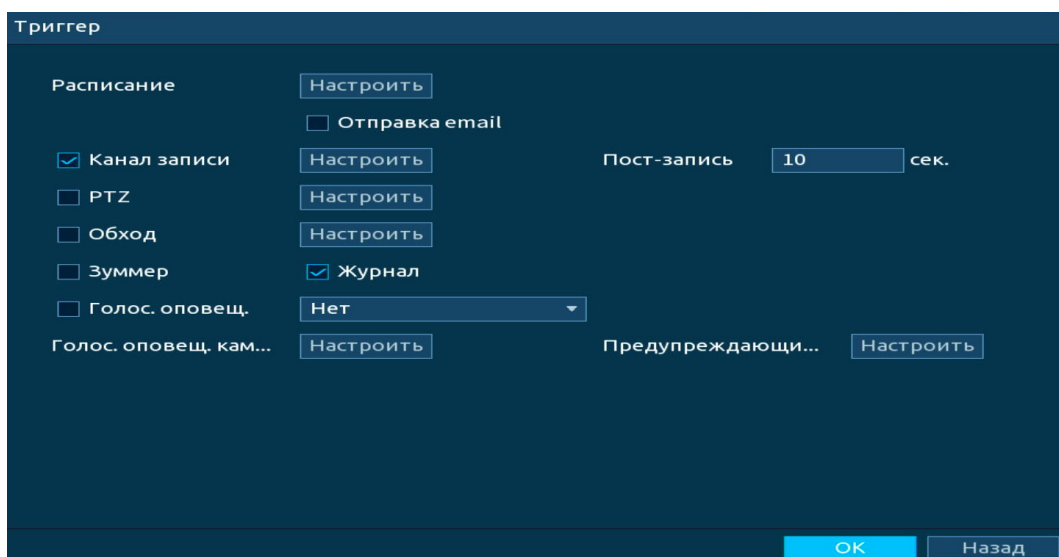 Триггер
Расписание Настроить
Отправка email
Канал записи Настроить Пост-запись 10 сек.
PTZ Настроить
Обход Настроить
Зуммер Журнал
Голос. оповещ. Нет
Голос. оповещ. кам... Настроить Предупреждающи... Настроить
OK Назад